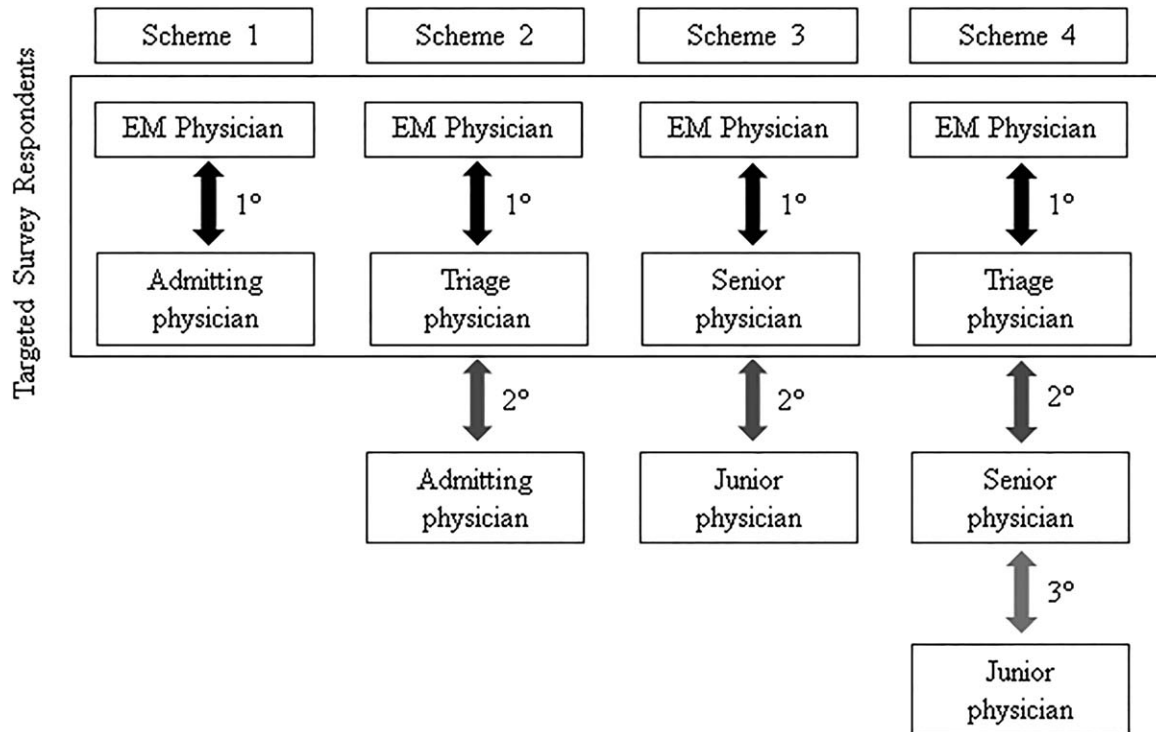 Scheme 1
Scheme 2
Scheme 3
Scheme 4
Targeted Survey Respondents
EM Physician
EM Physician
EM Physician
EM Physician
1°
1°
1°
1°
Admitting
physician
Triage
physician
Senior
physician
Triage
physician
2°
2°
2°
Admitting
physician
Junior
physician
Senior
physician
3°
Junior
physician